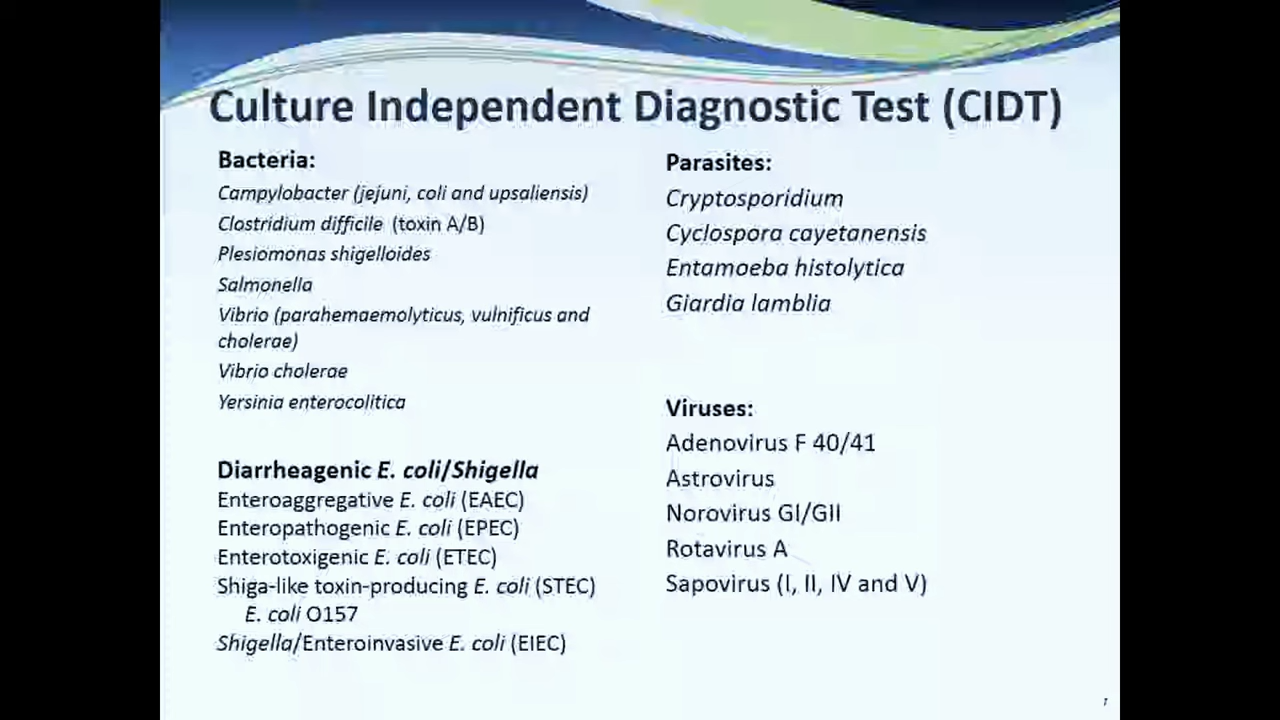 Culture Independent Diagnostic Test (CIDT)
Bacteria:
Campylobacter (jejuni, coli and upsaliensis)
Clostridium difficile (toxin A/B)
Plesiomonas shigelloides
Salmonella
Vibrio (parahemaemolyticus, vulnificus and
cholerae)
Vibrio cholerae
Yersinia enterocolitica
Diarrheagenic E. coli/Shigella
Enteroaggregative E. coli (EAEC)
Enteropathogenic E. coli (EPEC)
Enterotoxigenic E. coli (ETEC)
Shiga-like toxin-producing E. coli (STEC)
E. coli O157
Shigella/Enteroinvasive E. coli (EIEC)
Parasites:
Cryptosporidium
Cyclospora cayetanensis
Entamoeba histolytica
Giardia lamblia
Viruses:
Adenovirus F 40/41
Astrovirus
Norovirus GI/GII
Rotavirus A
Sapovirus (I, II, IV and V)